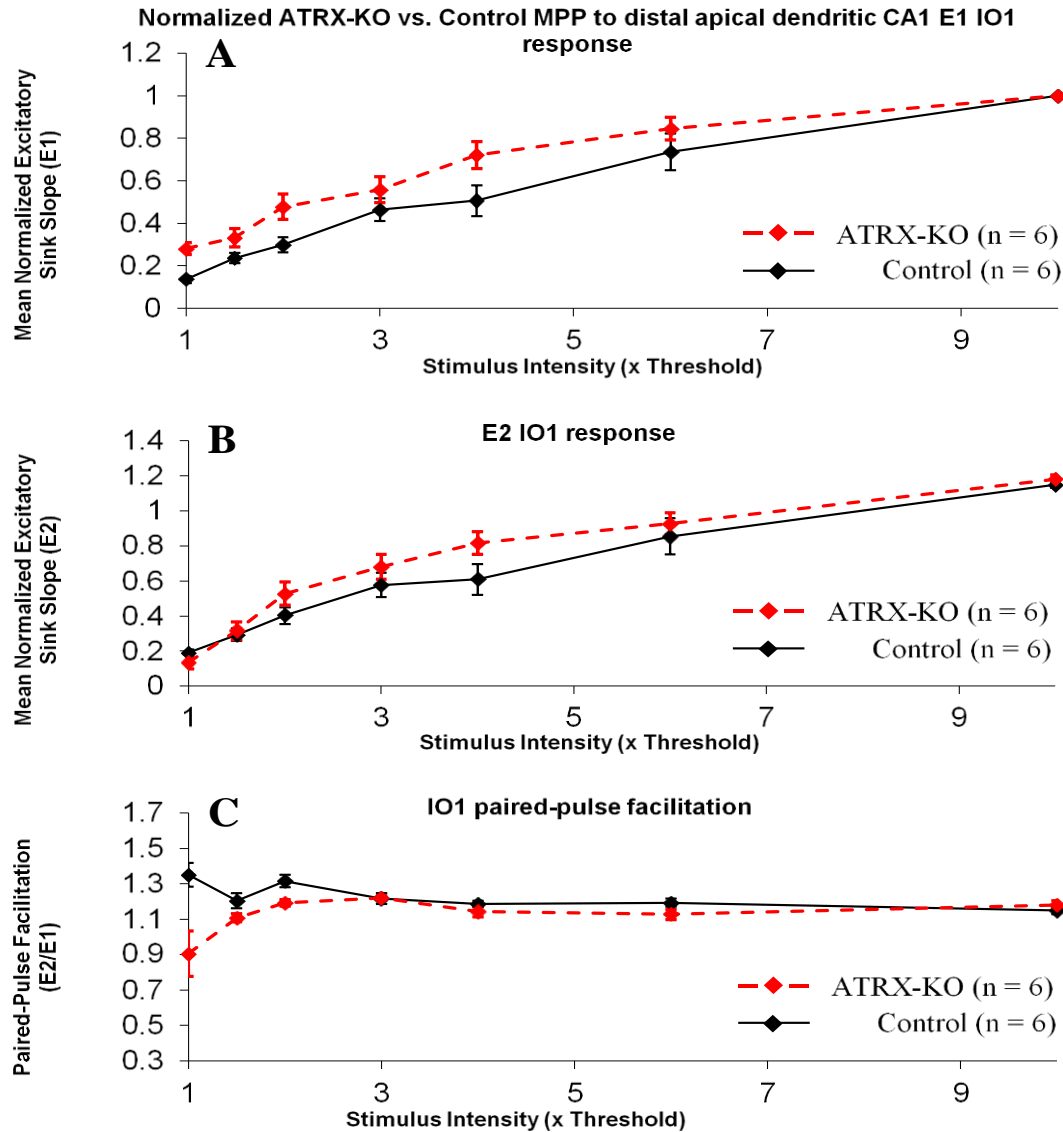 Normalized ATRX-KO vs. Control MPP to distal apical dendritic CA1 E1 IO1
response
A
Mean Normalized Excitatory
Sink Slope (E1)
1.2
1
0.8
0.6
0.4
0.2
0
1
3
5
7
9
ATRX-KO (n = 6)
Control (n = 6)
Stimulus Intensity (x Threshold)
B
E2 IO1 response
Mean Normalized Excitatory
Sink Slope (E2)
1.4
1.2
1
0.8
0.6
0.4
0.2
0
1
3
5
7
9
ATRX-KO (n = 6)
Control (n = 6)
Stimulus Intensity (x Threshold)
C
IO1 paired-pulse facilitation
Paired-Pulse Facilitation
(E2/E1)
1.7
1.5
1.3
1.1
0.9
0.7
0.5
0.3
1
3
5
7
9
ATRX-KO (n = 6)
Control (n = 6)
Stimulus Intensity (x Threshold)